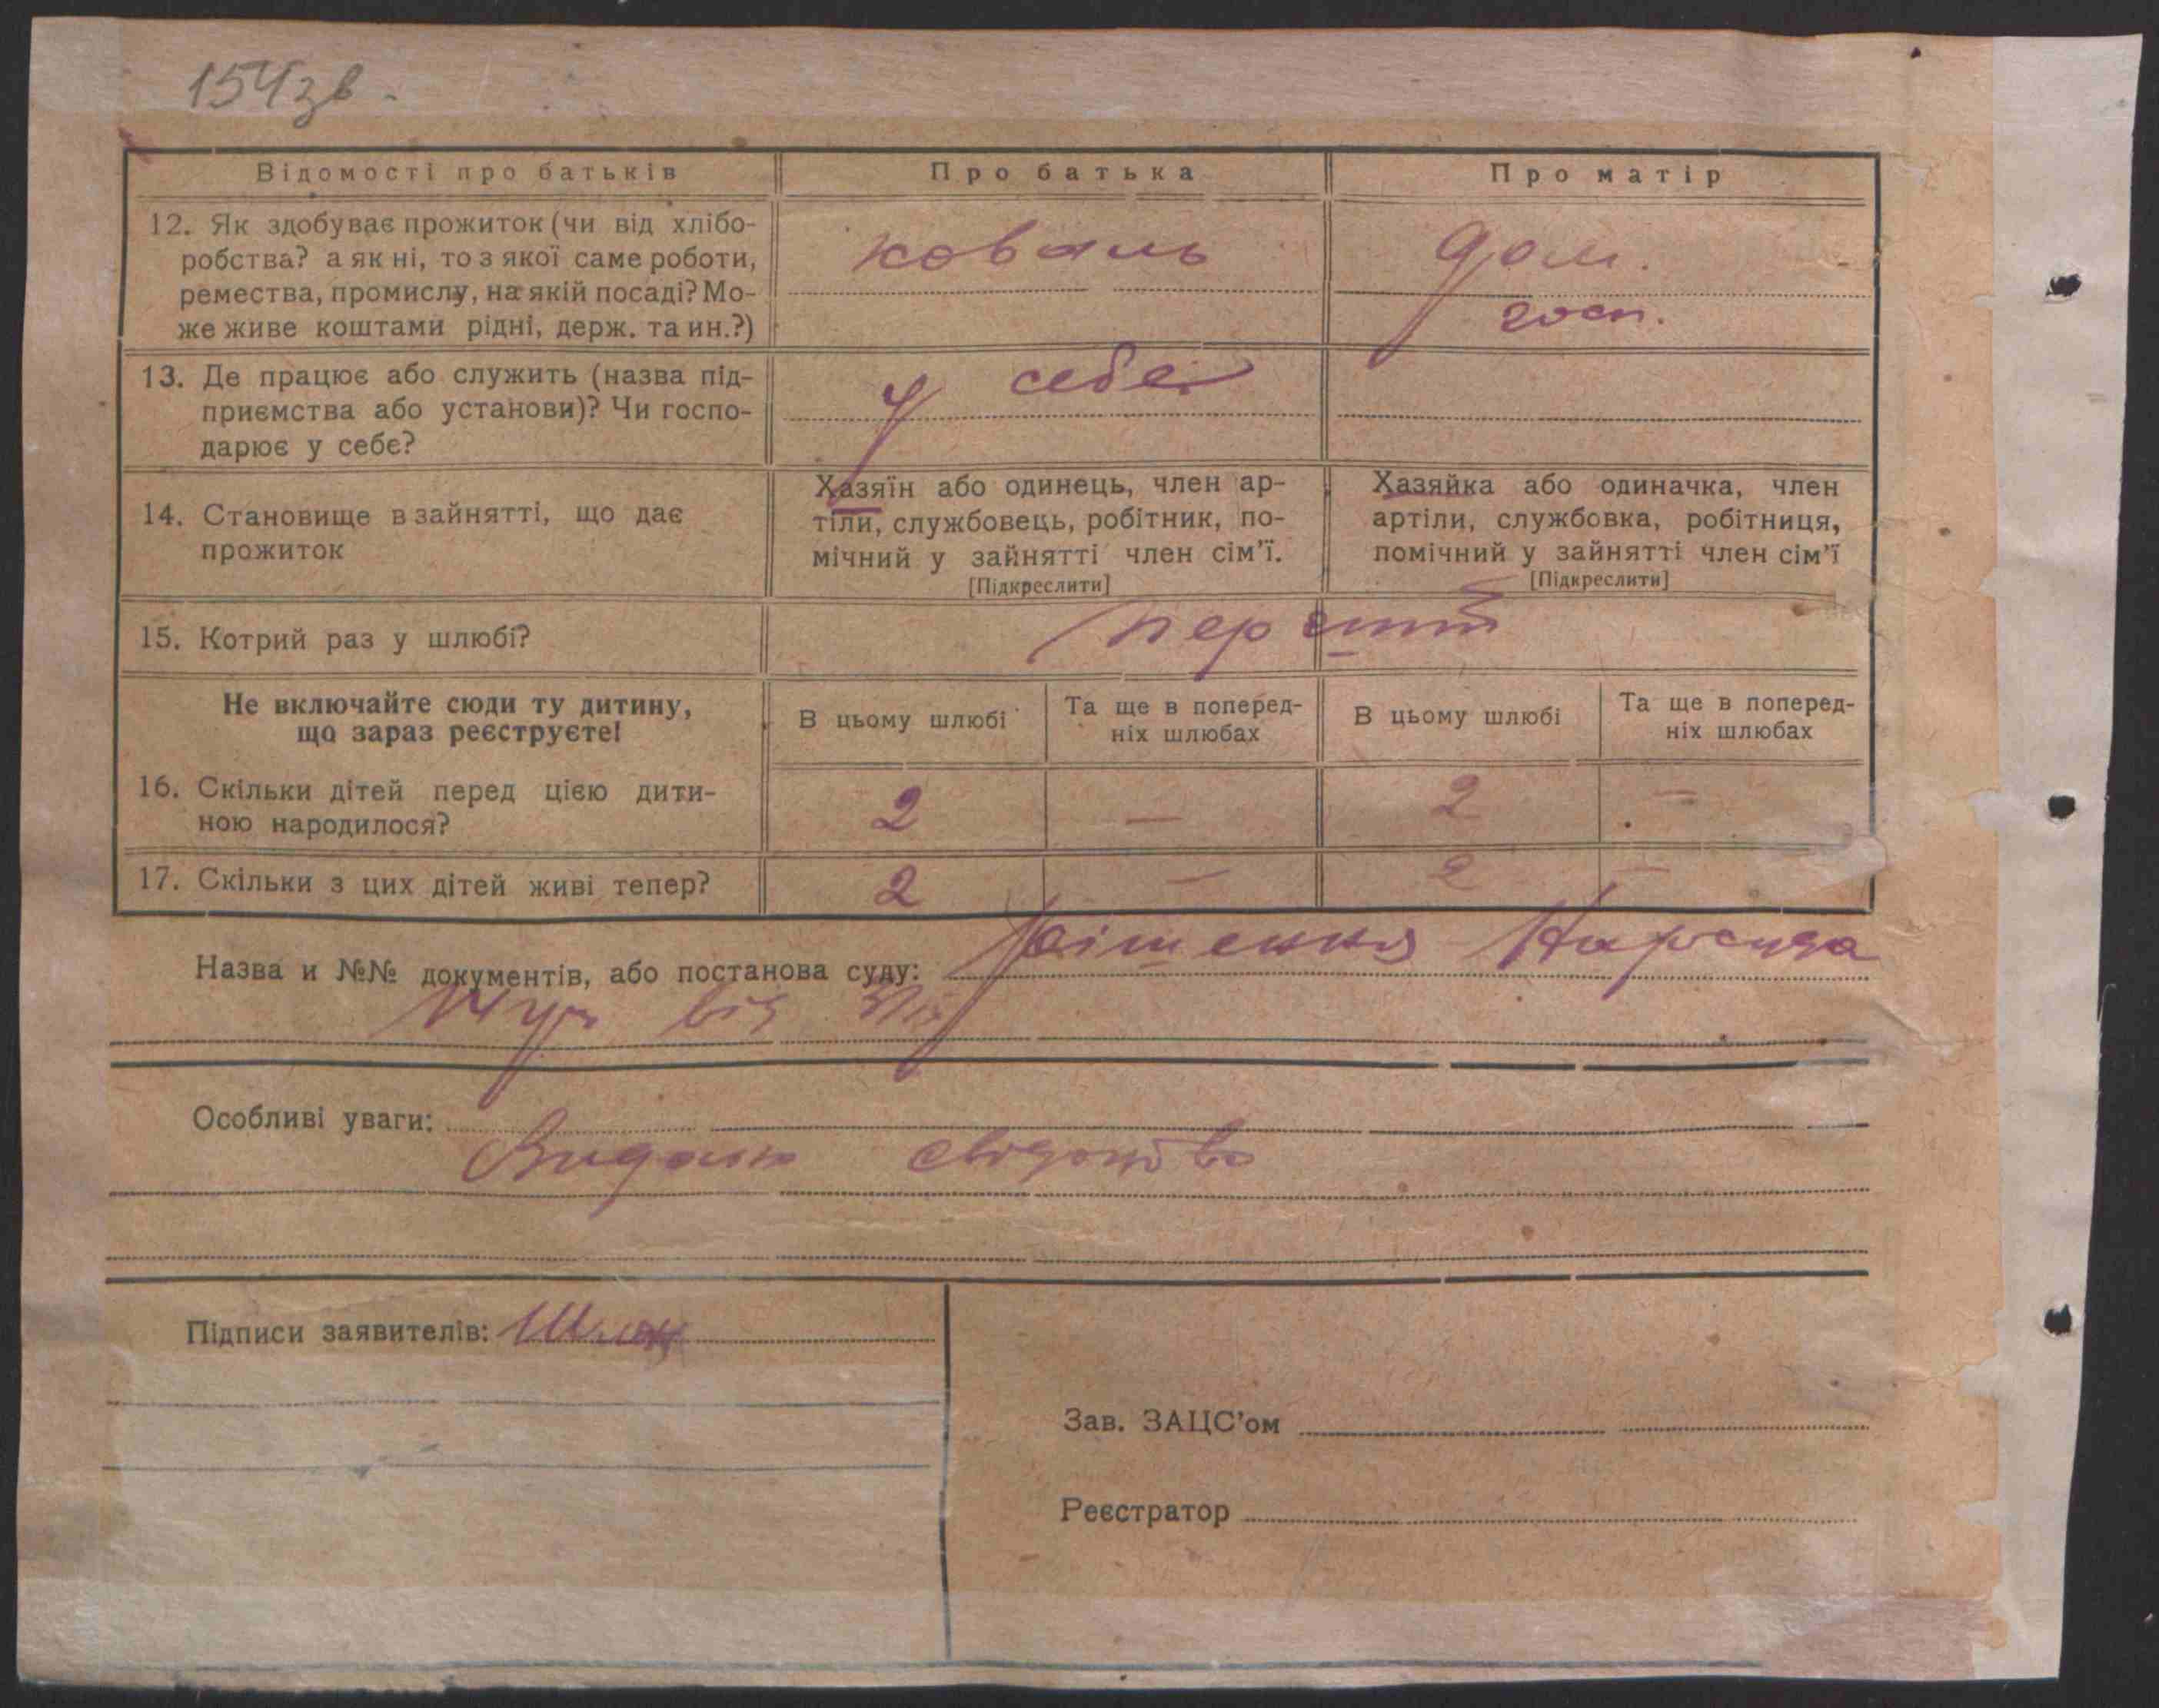 154зв.
Відомості про батьків
Про батька
Про матір
12. Як здобуває прожиток (чи від хлібо-
робства? а як ні, то з якої саме роботи,
ремества, промислу, на якій посаді? Мо-
же живе коштами рідні, держ. та ин.?)
коваль
дом.
госп.
13. Де працює або служить (назва під-
приємства або установи)? Чи госпо-
дарює у себе?
у себе
14. Становище в зайнятті, що дає
прожиток
Хазяїн або одинець, член ар-
тіли, службовець, робітник, по-
мічний у зайнятті член сім’ї.
[Підкреслити]
Хазяйка або одиначка, член
артіли, службовка, робітниця,
помічний у зайнятті член сім’ї
[Підкреслити]
15. Котрий раз у шлюбі?
Не включайте сюди ту дитину,
що зараз реєструєте!
В цьому шлюбі
Та ще в поперед-
ніх шлюбах
В цьому шлюбі
Та ще в поперед-
ніх шлюбах
16. Скільки дітей перед цією дити-
ною народилося?
2 — 2 —
17. Скільки з цих дітей живі тепер?
2 — 2 —
Назва и №№ документів, або постанова суду: Рішення Нарсуда
від
Особливі уваги:
Видано свідоцтво
Підписи заявителів:
Зав. ЗАЦС’ом
Реєстратор